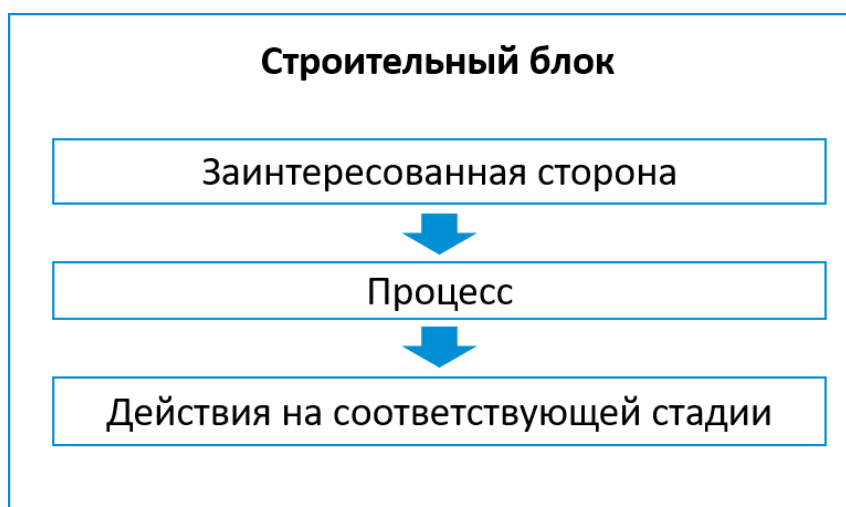 Строительный блок
Заинтересованная сторона
Процесс
Действия на соответствующей стадии